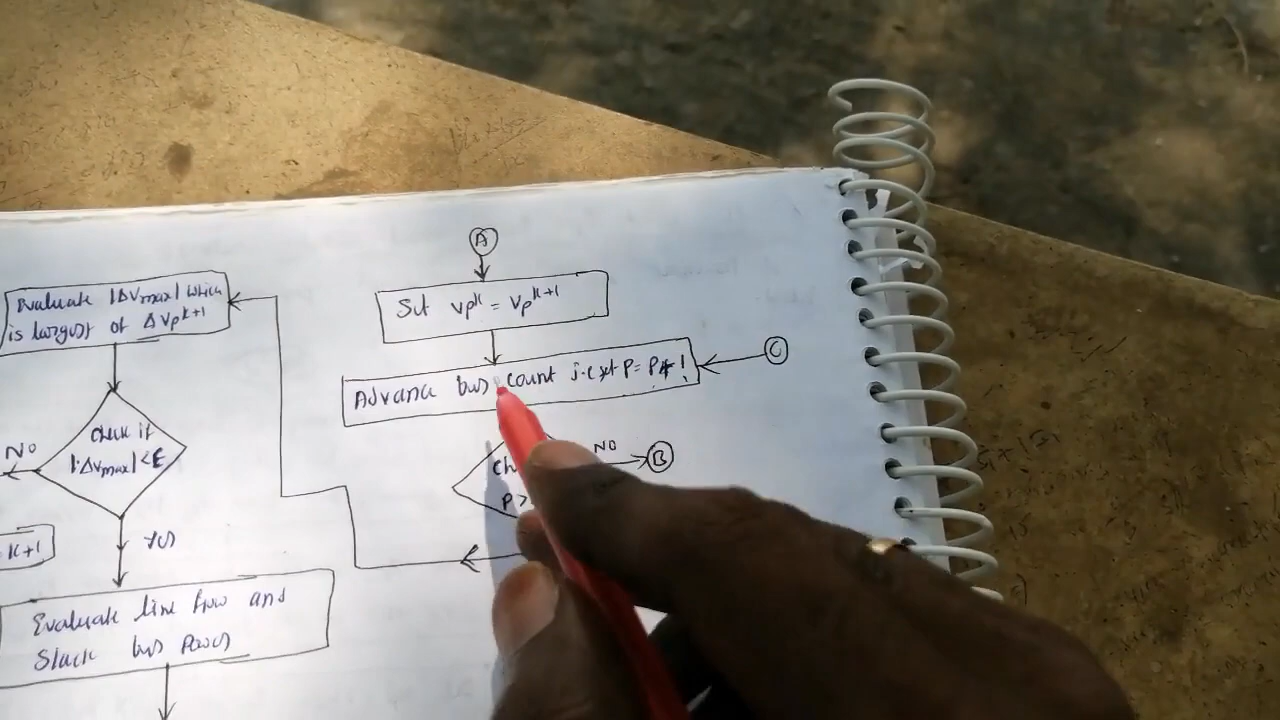 Evaluate |ΔVmax| which
is largest of ΔVp^k+1
Check if
|ΔVmax| < ε
NO
k+1
Yes
Evaluate line flow and
Slack bus power
A
Set Vp^k = Vp^k+1
Advance bus count i.e set P = P+1
C
NO
B
P>